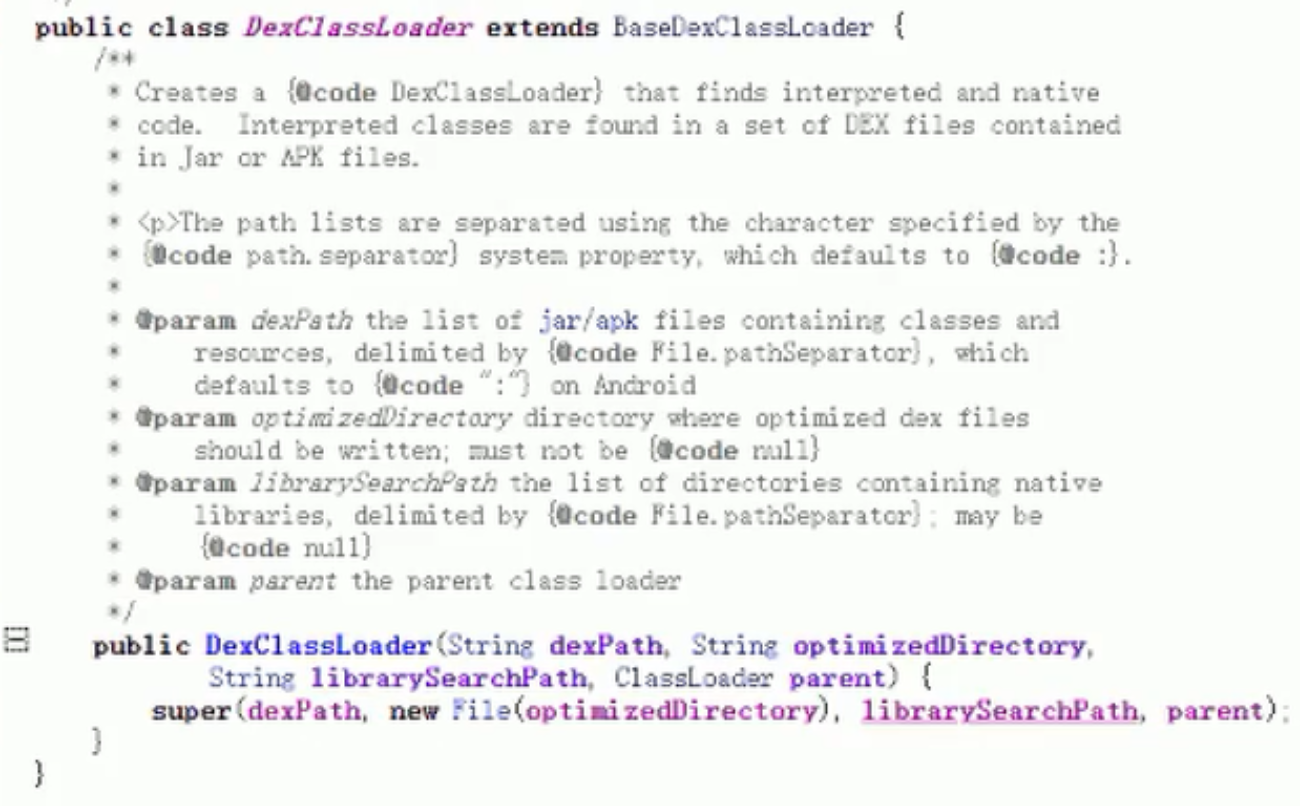 */
public class DexClassLoader extends BaseDexClassLoader {
/**
* Creates a {@code DexClassLoader} that finds interpreted and native
* code.  Interpreted classes are found in a set of DEX files contained
* in Jar or APK files.
*
* <p>The path lists are separated using the character specified by the
* {@code path.separator} system property, which defaults to {@code :}.
*
* @param dexPath the list of jar/apk files containing classes and
*     resources, delimited by {@code File.pathSeparator}, which
*     defaults to {@code ":"} on Android
* @param optimizedDirectory directory where optimized dex files
*     should be written; must not be {@code null}
* @param librarySearchPath the list of directories containing native
*     libraries, delimited by {@code File.pathSeparator}; may be
*     {@code null}
* @param parent the parent class loader
*/
public DexClassLoader(String dexPath, String optimizedDirectory,
String librarySearchPath, ClassLoader parent) {
super(dexPath, new File(optimizedDirectory), librarySearchPath, parent);
}
}